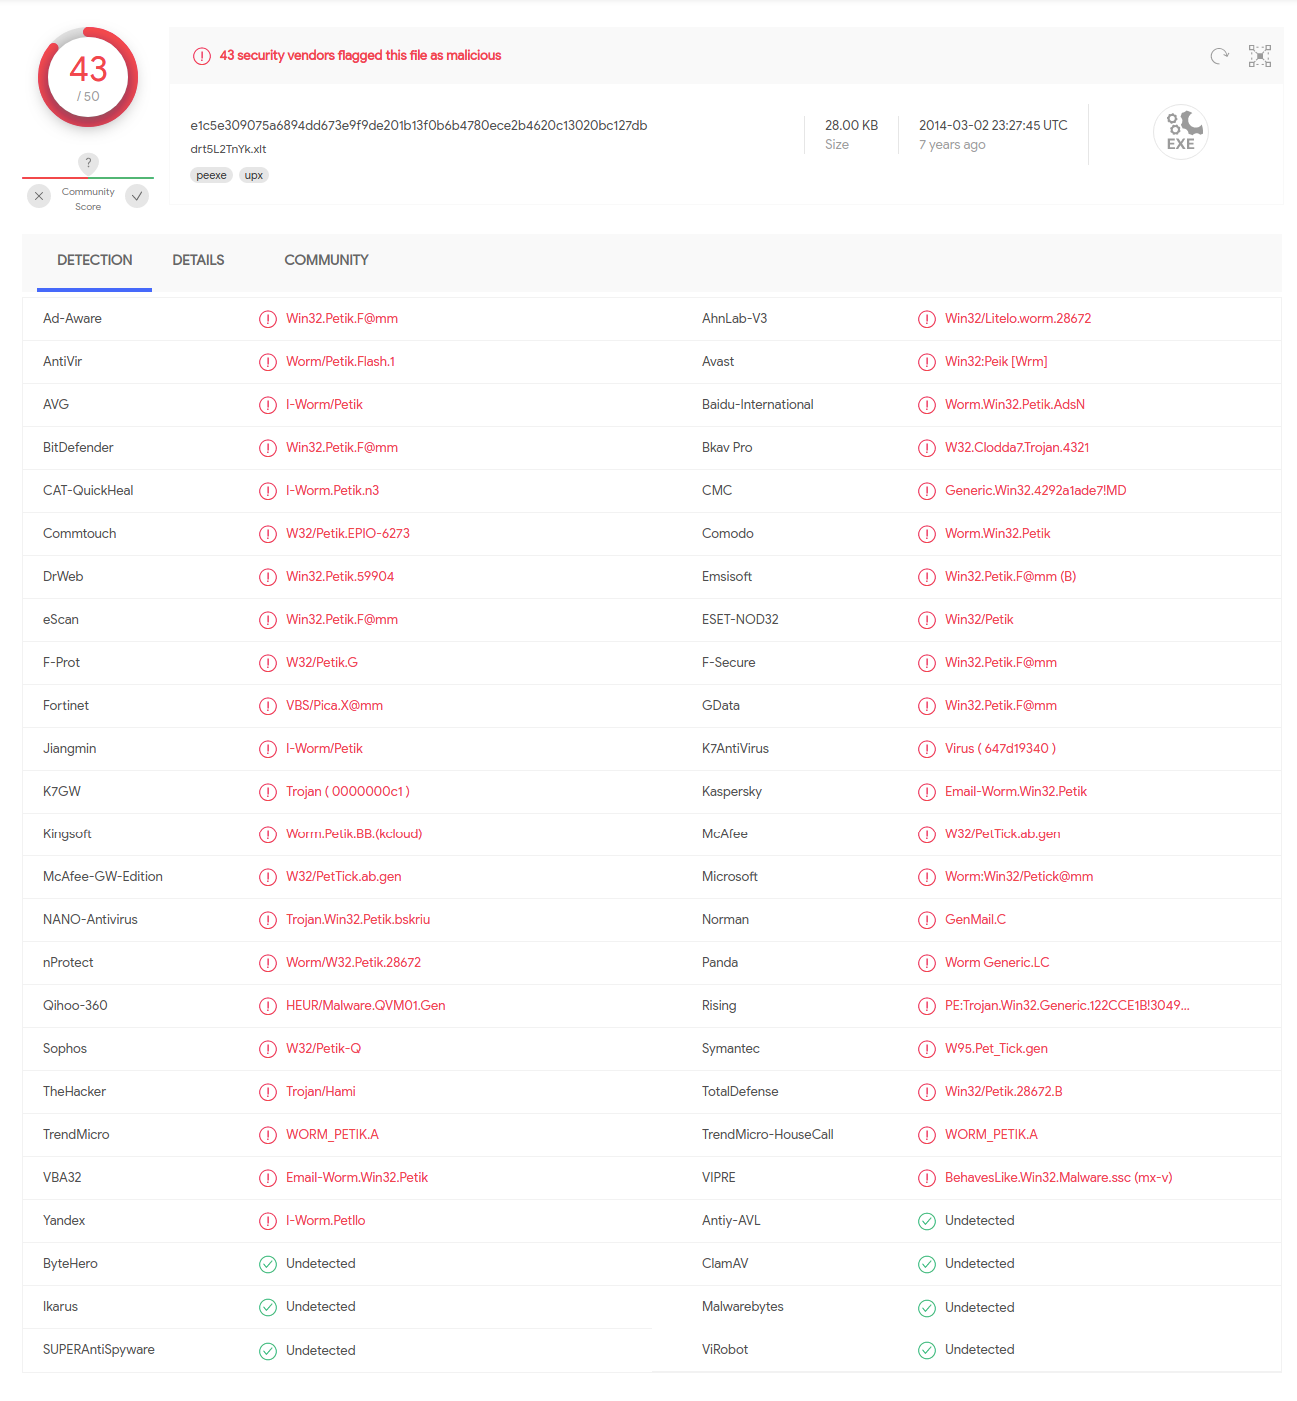 43
/ 50
?
Community
Score
43 security vendors flagged this file as malicious
e1c5e309075a6894dd673e9f9de201b13f0b6b4780ece2b4620c13020bc127db
drt5L2TnYk.xlt
peexe upx
28.00 KB
Size
2014-03-02 23:27:45 UTC
7 years ago
EXE
DETECTION DETAILS COMMUNITY
Ad-Aware Win32.Petik.F@mm AhnLab-V3 Win32/Litelo.worm.28672
AntiVir Worm/Petik.Flash.1 Avast Win32:Peik [Wrm]
AVG I-Worm/Petik Baidu-International Worm.Win32.Petik.AdsN
BitDefender Win32.Petik.F@mm Bkav Pro W32.Clodda7.Trojan.4321
CAT-QuickHeal I-Worm.Petik.n3 CMC Generic.Win32.4292a1ade7!MD
Commtouch W32/Petik.EPIO-6273 Comodo Worm.Win32.Petik
DrWeb Win32.Petik.59904 Emsisoft Win32.Petik.F@mm (B)
eScan Win32.Petik.F@mm ESET-NOD32 Win32/Petik
F-Prot W32/Petik.G F-Secure Win32.Petik.F@mm
Fortinet VBS/Pica.X@mm GData Win32.Petik.F@mm
Jiangmin I-Worm/Petik K7AntiVirus Virus ( 647d19340 )
K7GW Trojan ( 0000000c1 ) Kaspersky Email-Worm.Win32.Petik
Kingsoft Worm.Petik.BB.(kcloud) McAfee W32/PetTick.ab.gen
McAfee-GW-Edition W32/PetTick.ab.gen Microsoft Worm:Win32/Petick@mm
NANO-Antivirus Trojan.Win32.Petik.bskriu Norman GenMail.C
nProtect Worm/W32.Petik.28672 Panda Worm Generic.LC
Qihoo-360 HEUR/Malware.QVM01.Gen Rising PE:Trojan.Win32.Generic.122CCE1B!3049...
Sophos W32/Petik-Q Symantec W95.Pet_Tick.gen
TheHacker Trojan/Hami TotalDefense Win32/Petik.28672.B
TrendMicro WORM_PETIK.A TrendMicro-HouseCall WORM_PETIK.A
VBA32 Email-Worm.Win32.Petik VIPRE BehavesLike.Win32.Malware.ssc (mx-v)
Yandex I-Worm.Petllo Antiy-AVL Undetected
ByteHero Undetected ClamAV Undetected
Ikarus Undetected Malwarebytes Undetected
SUPERAntiSpyware Undetected ViRobot Undetected